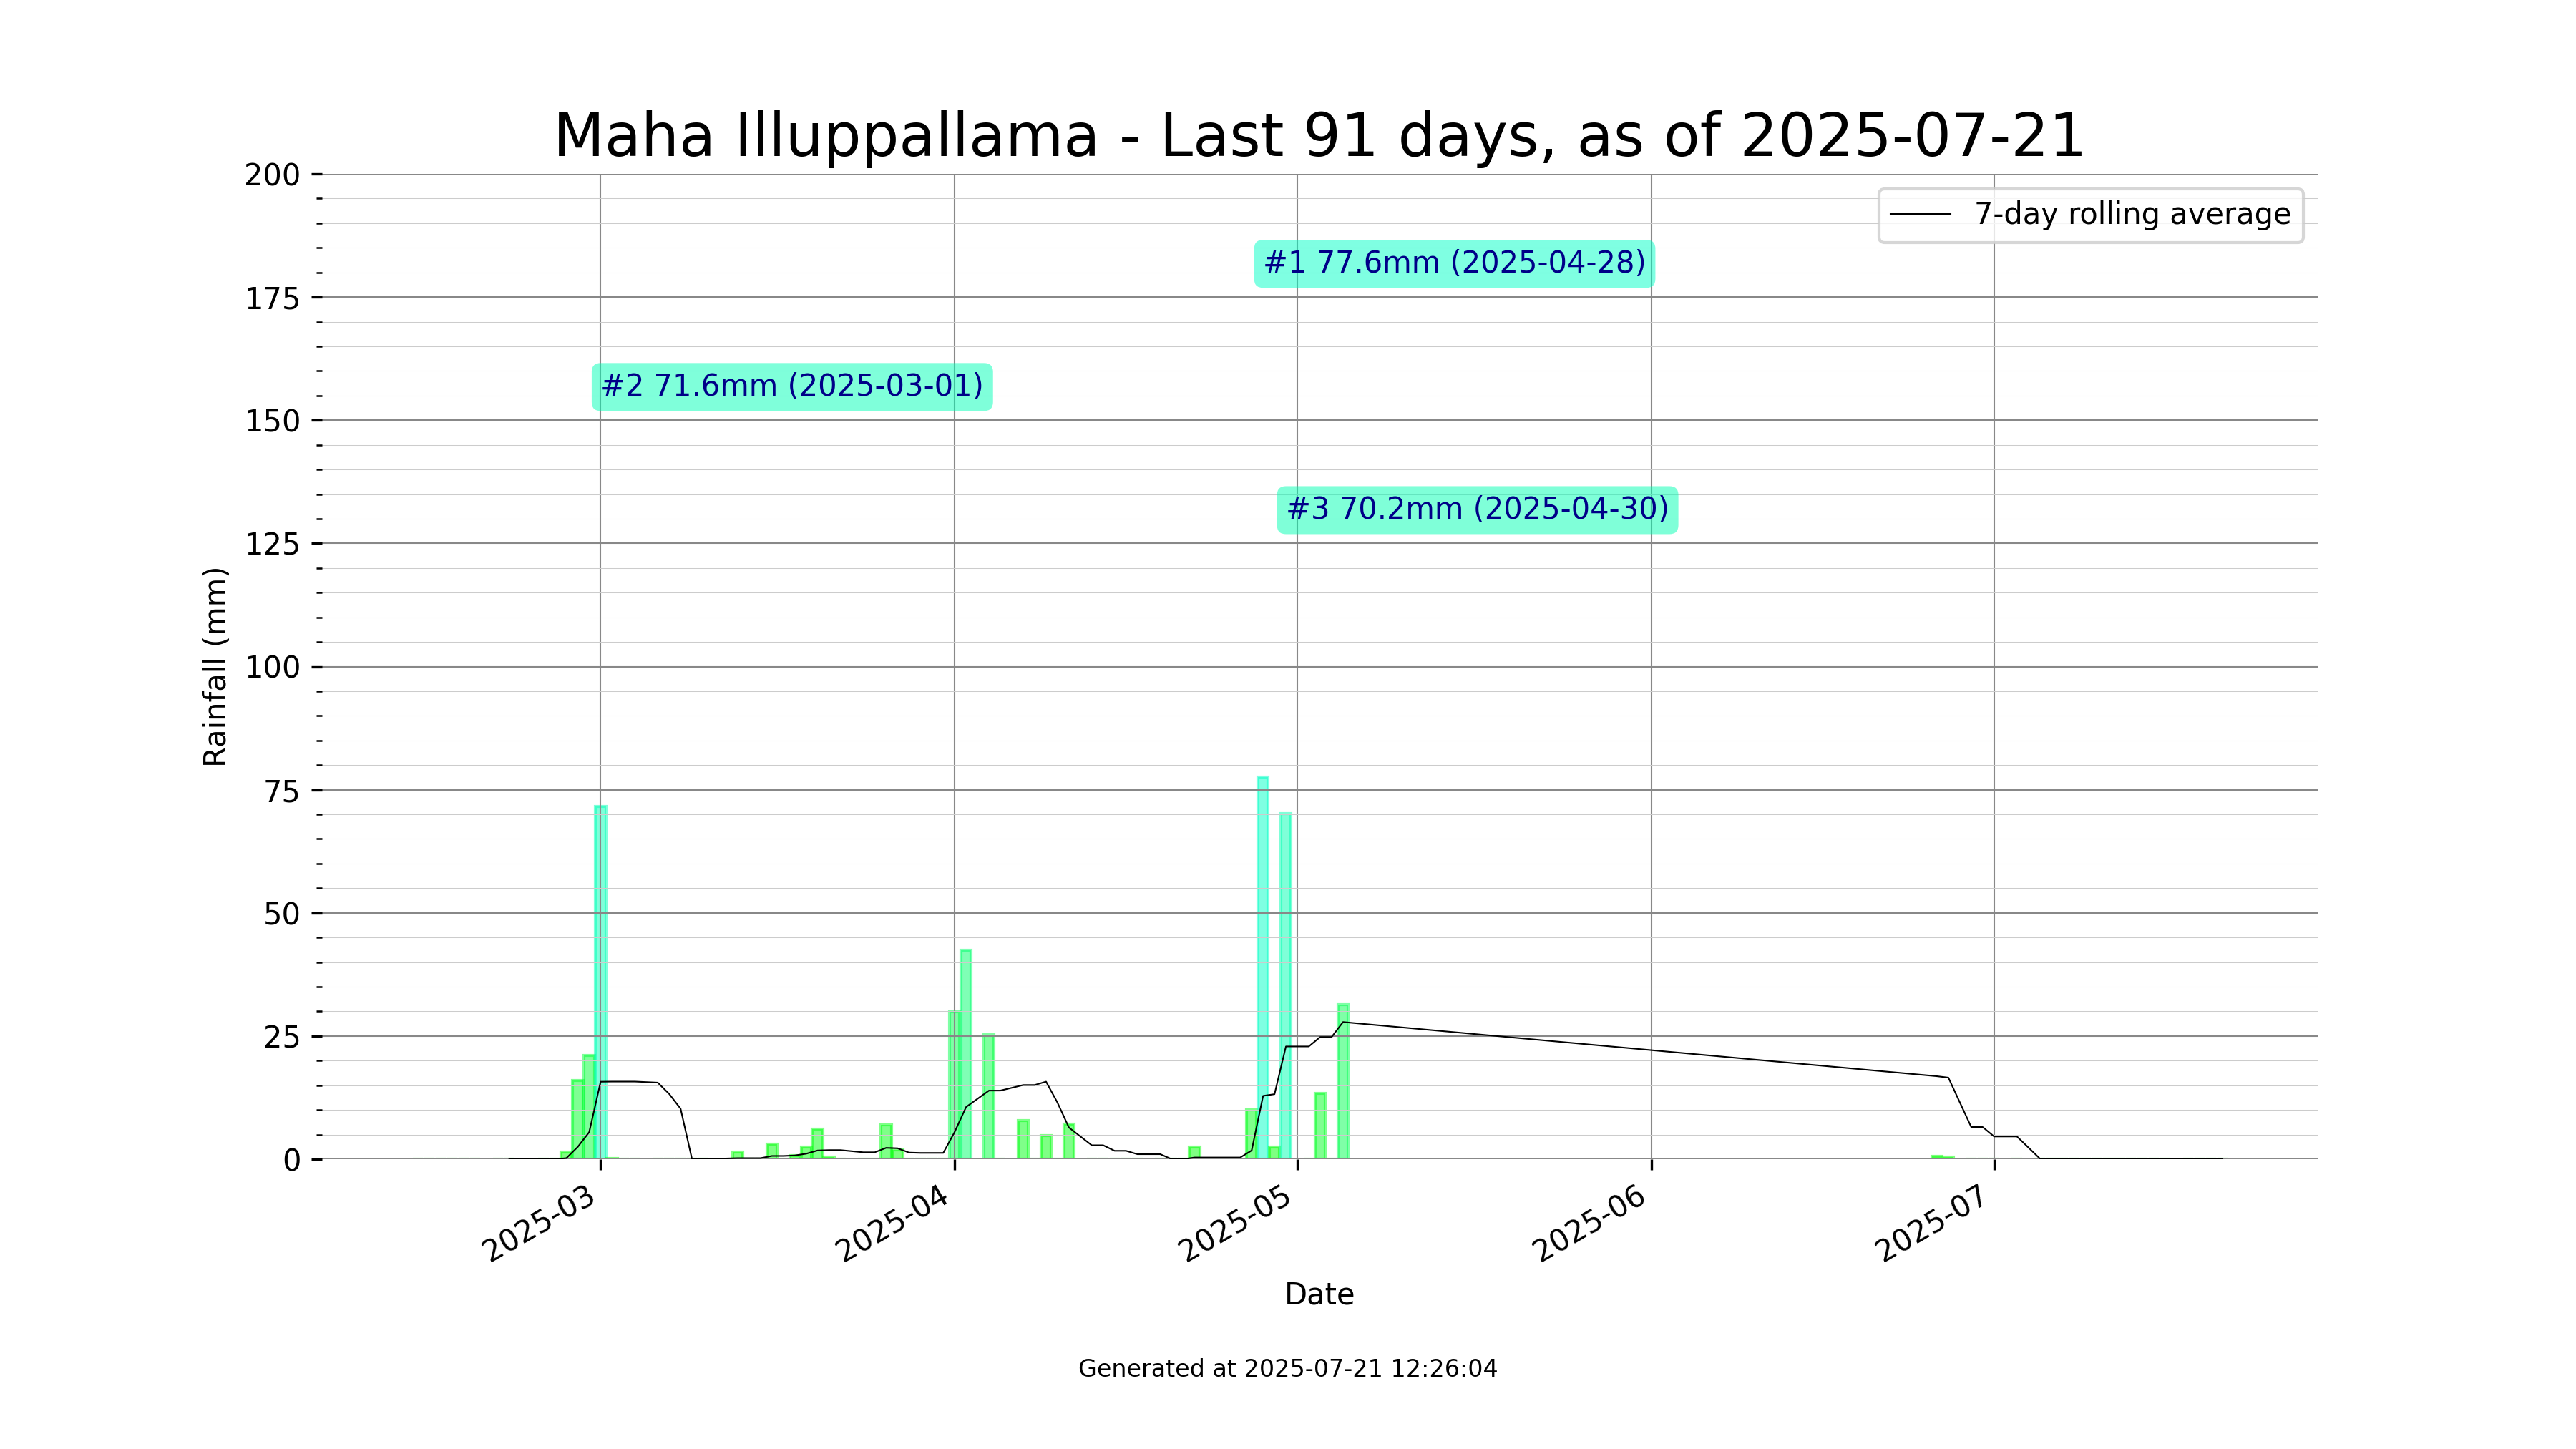 Maha Illuppallama - Last 91 days, as of 2025-07-21
7-day rolling average
#1 77.6mm (2025-04-28)
#2 71.6mm (2025-03-01)
#3 70.2mm (2025-04-30)
Rainfall (mm)
200
175
150
125
100
75
50
25
0
2025-03
2025-04
2025-05
2025-06
2025-07
Date
Generated at 2025-07-21 12:26:04